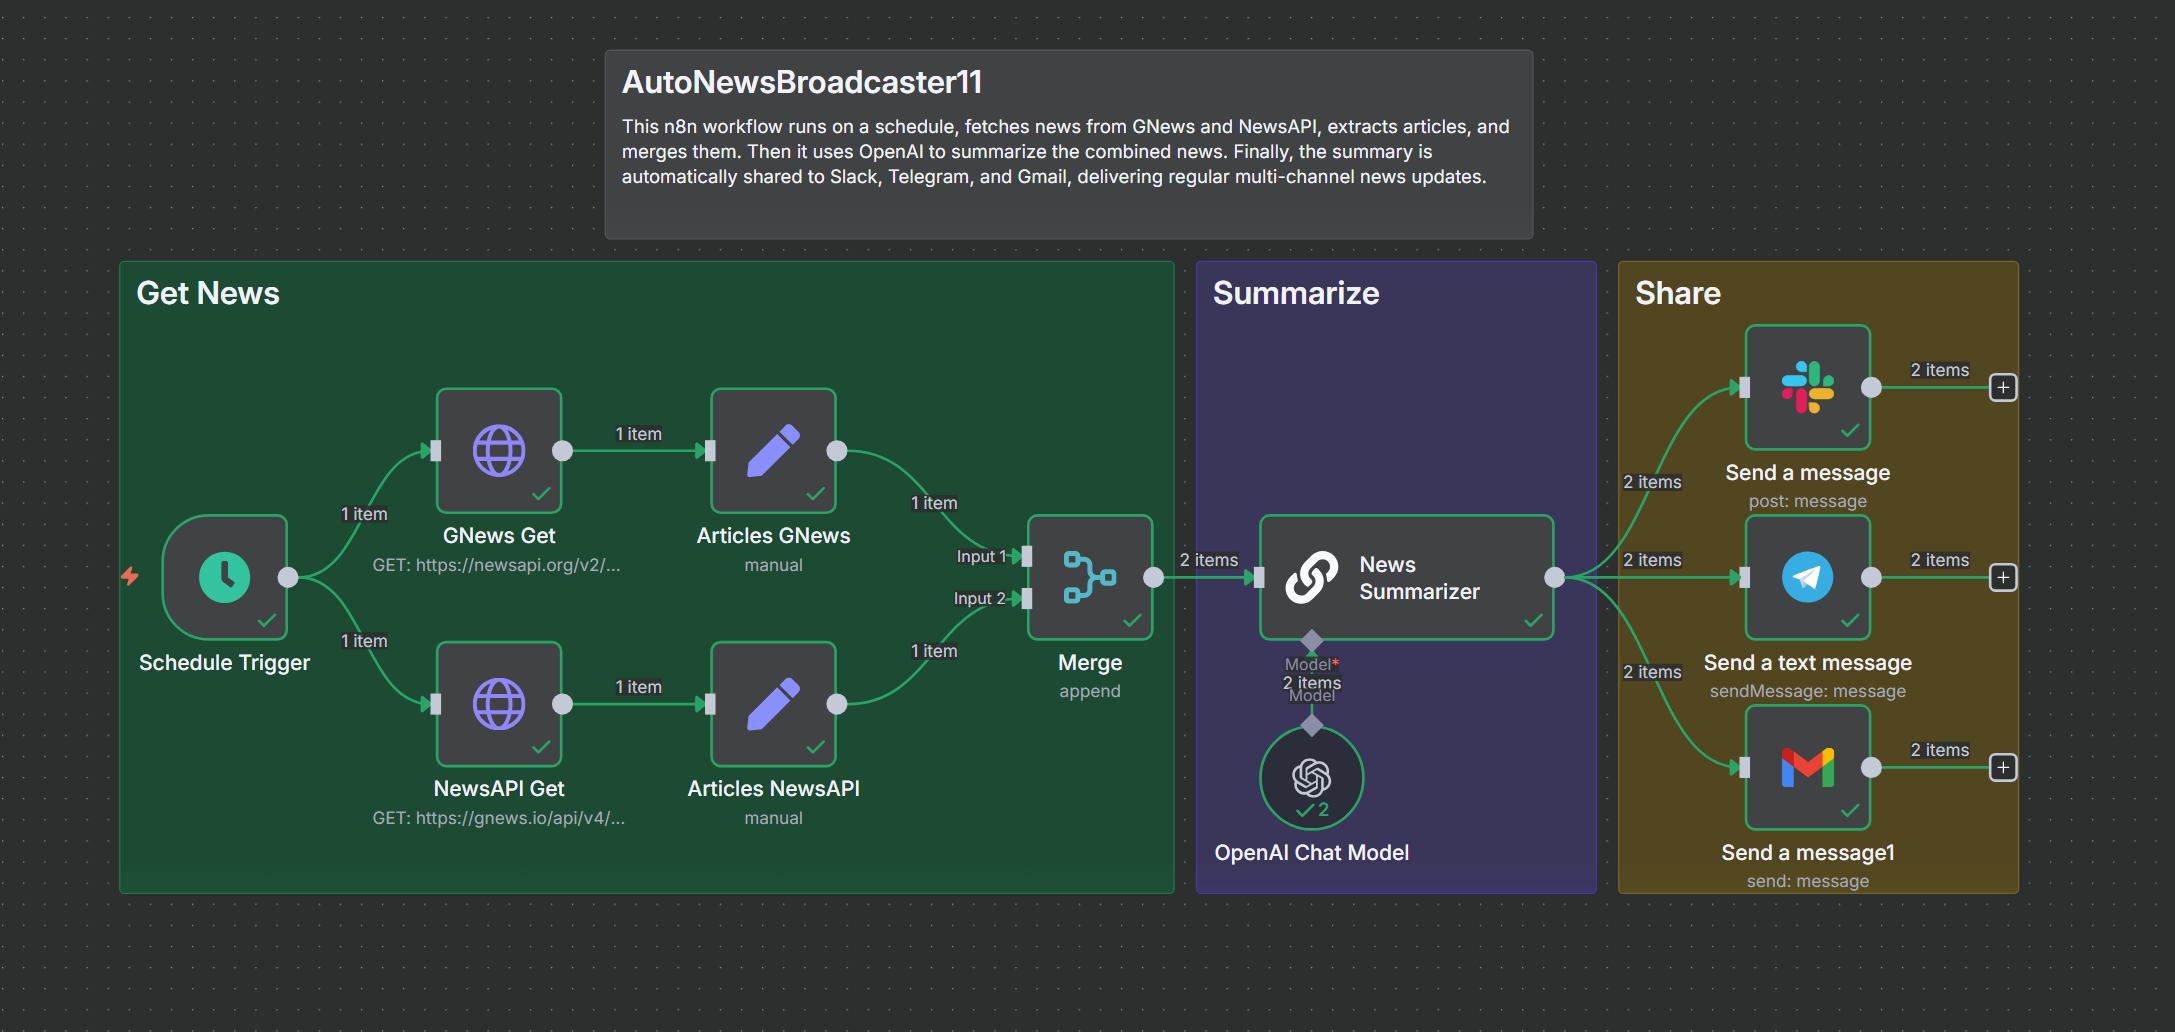 AutoNewsBroadcaster11
This n8n workflow runs on a schedule, fetches news from GNews and NewsAPI, extracts articles, and
merges them. Then it uses OpenAI to summarize the combined news. Finally, the summary is
automatically shared to Slack, Telegram, and Gmail, delivering regular multi-channel news updates.
Get News
Schedule Trigger
1 item
1 item
GNews Get
GET: https://newsapi.org/v2/...
1 item
Articles GNews
manual
1 item
NewsAPI Get
GET: https://gnews.io/api/v4/...
1 item
Articles NewsAPI
manual
1 item
Input 1
Input 2
Merge
append
2 items
Summarize
News
Summarizer
Model*
2 items
Model
2
OpenAI Chat Model
Share
2 items
2 items
2 items
Send a message
post: message
2 items
Send a text message
sendMessage: message
2 items
Send a message1
send: message
2 items